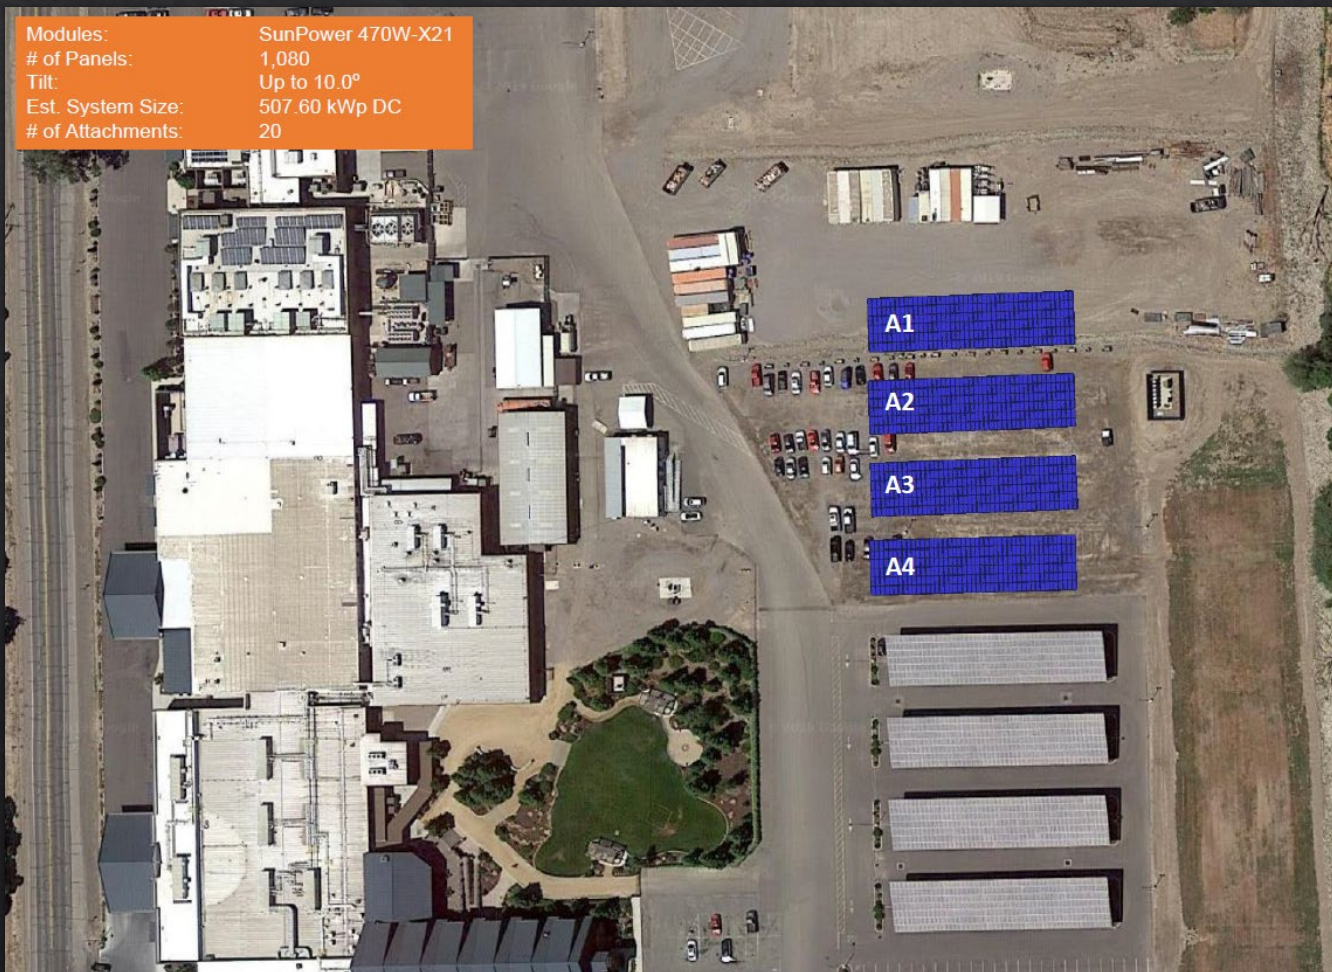 Modules: SunPower 470W-X21
# of Panels: 1,080
Tilt: Up to 10.0º
Est. System Size: 507.60 kWp DC
# of Attachments: 20
A1
A2
A3
A4